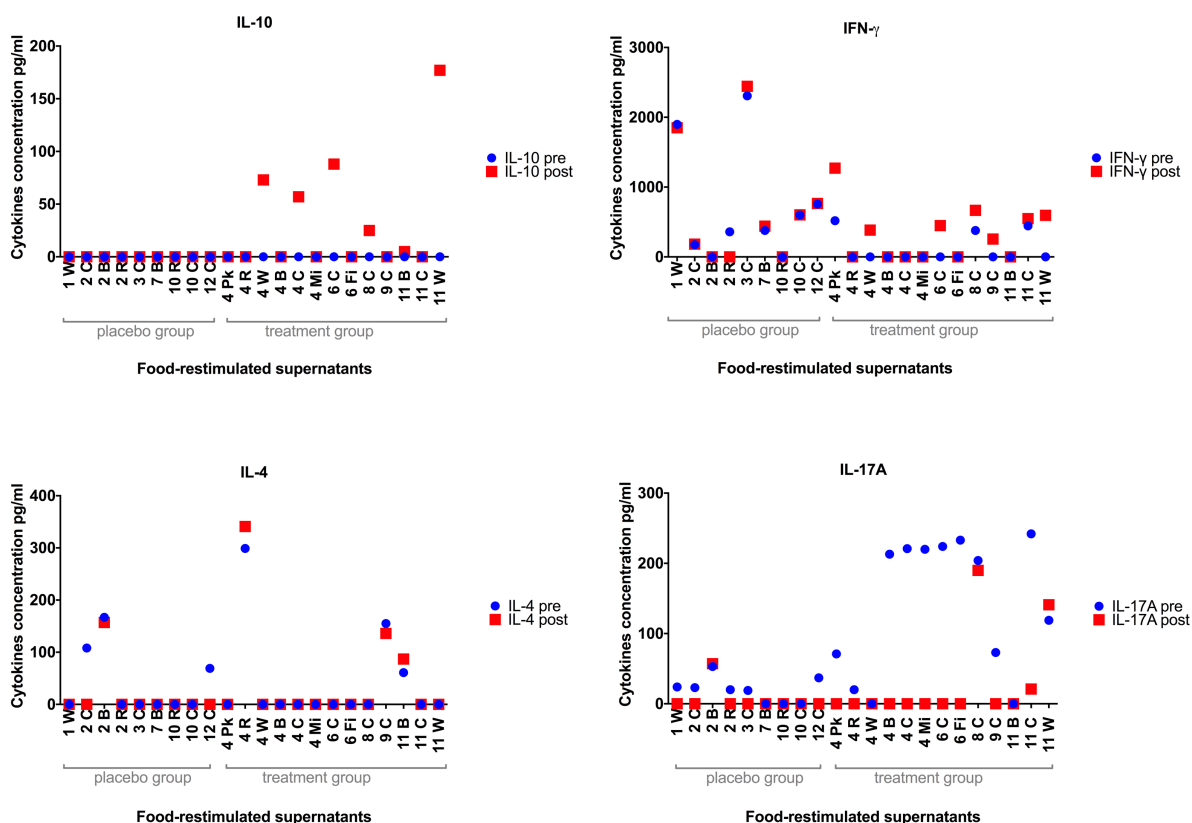 IL-10
Cytokines concentration pg/ml
200
150
100
50
0
1 W
2 C
2 B
2 R
3 C
7 B
10 R
10 C
12 C
4 Pk
4 R
4 W
4 B
4 C
4 Mi
6 C
6 Fi
8 C
9 C
11 B
11 C
11 W
placebo group
treatment group
Food-restimulated supernatants
IL-10 pre
IL-10 post
IFN-γ
Cytokines concentration pg/ml
3000
2000
1000
0
1 W
2 C
2 B
2 R
3 C
7 B
10 R
10 C
12 C
4 Pk
4 R
4 W
4 B
4 C
4 Mi
6 C
6 Fi
8 C
9 C
11 B
11 C
11 W
placebo group
treatment group
Food-restimulated supernatants
IFN-γ pre
IFN-γ post
IL-4
Cytokines concentration pg/ml
400
300
200
100
0
1 W
2 C
2 B
2 R
3 C
7 B
10 R
10 C
12 C
4 Pk
4 R
4 W
4 B
4 C
4 Mi
6 C
6 Fi
8 C
9 C
11 B
11 C
11 W
placebo group
treatment group
Food-restimulated supernatants
IL-4 pre
IL-4 post
IL-17A
Cytokines concentration pg/ml
300
200
100
0
1 W
2 C
2 B
2 R
3 C
7 B
10 R
10 C
12 C
4 Pk
4 R
4 W
4 B
4 C
4 Mi
6 C
6 Fi
8 C
9 C
11 B
11 C
11 W
placebo group
treatment group
Food-restimulated supernatants
IL-17A pre
IL-17A post